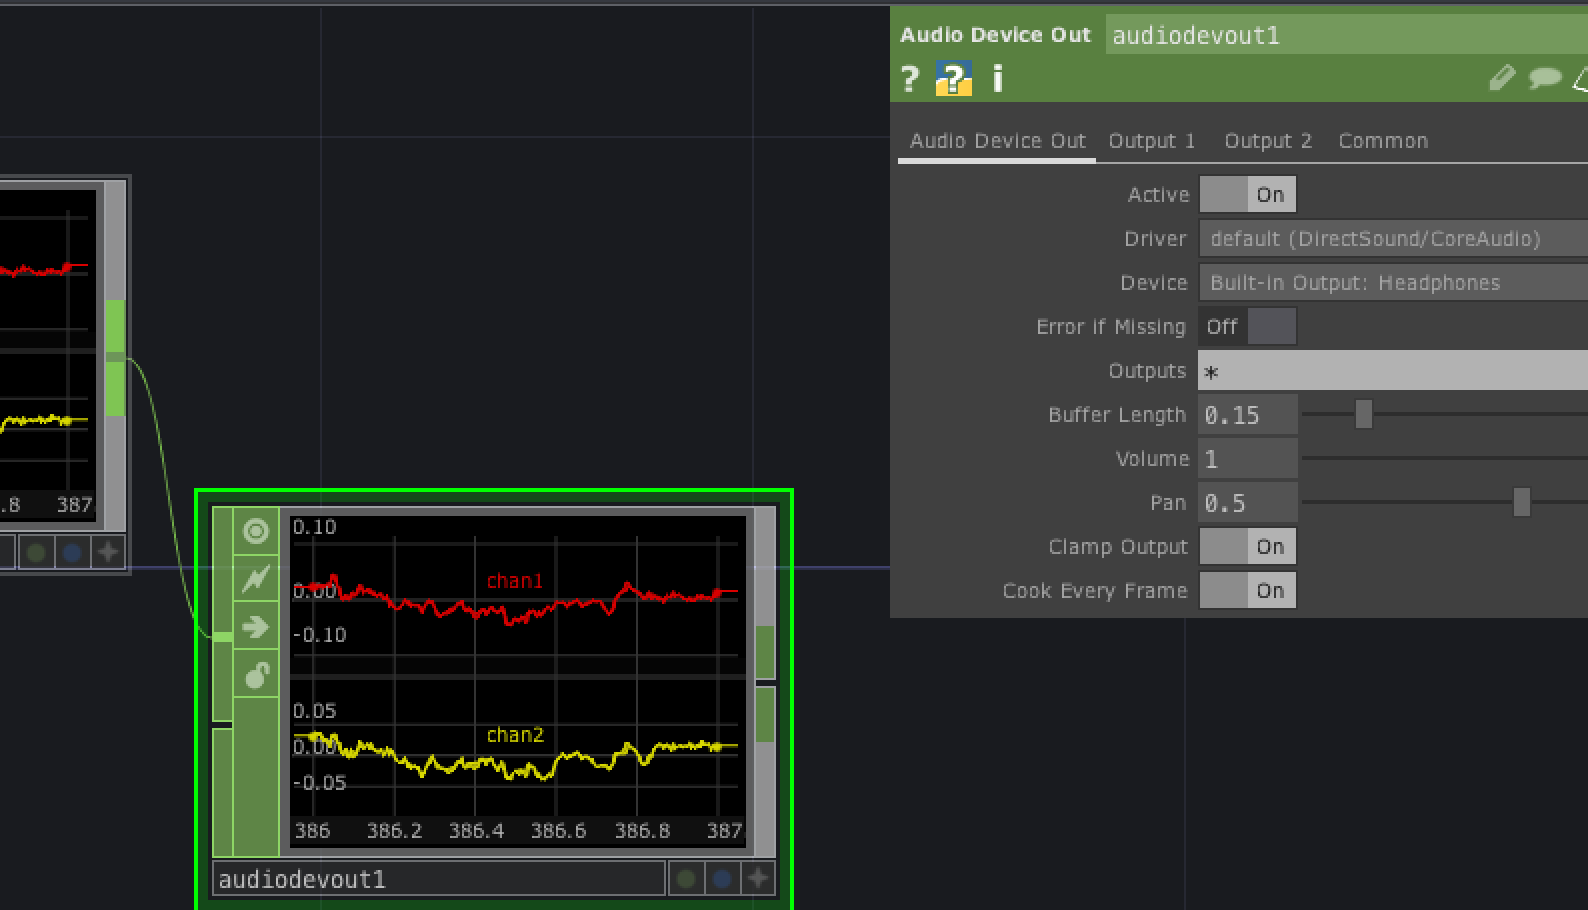 Audio Device Out audiodevout1
? ? i
Audio Device Out Output 1 Output 2 Common
Active On
Driver default (DirectSound/CoreAudio)
Device Built-in Output: Headphones
Error if Missing Off
Outputs *
Buffer Length 0.15
Volume 1
Pan 0.5
Clamp Output On
Cook Every Frame On
.8 387
0.10
chan1
0.00
-0.10
0.05
chan2
0.00
-0.05
386 386.2 386.4 386.6 386.8 387
audiodevout1